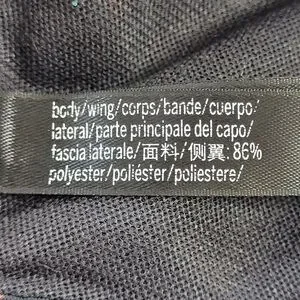 body/wing/corps/bande/cuerpo/
lateral/parte principale del capo/
fascia laterale/面料/侧翼: 86%
polyester/poliéster/poliestere/